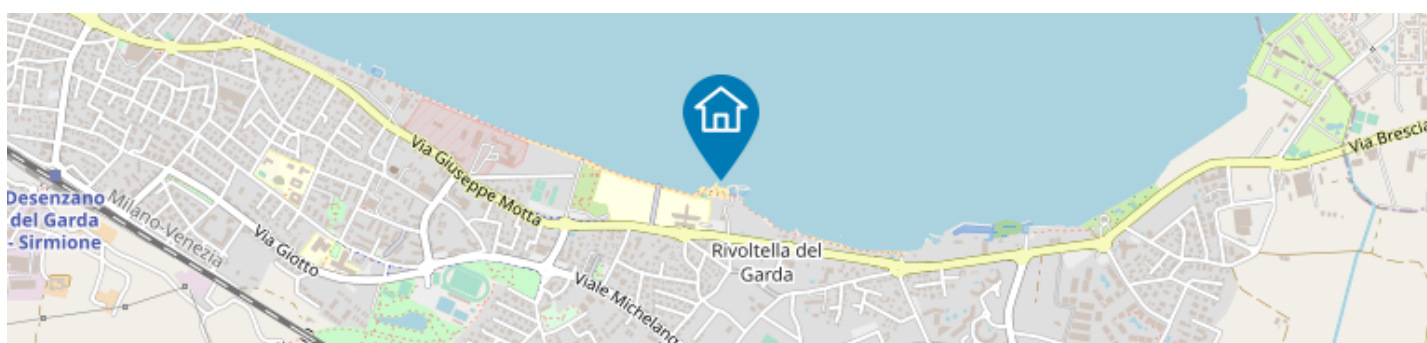 Via Brescia
Via Giuseppe Motta
Desenzano
del Garda
- Sirmione
Milano-Venezia
Via Giotto
Rivoltella del
Garda
Viale Michelang